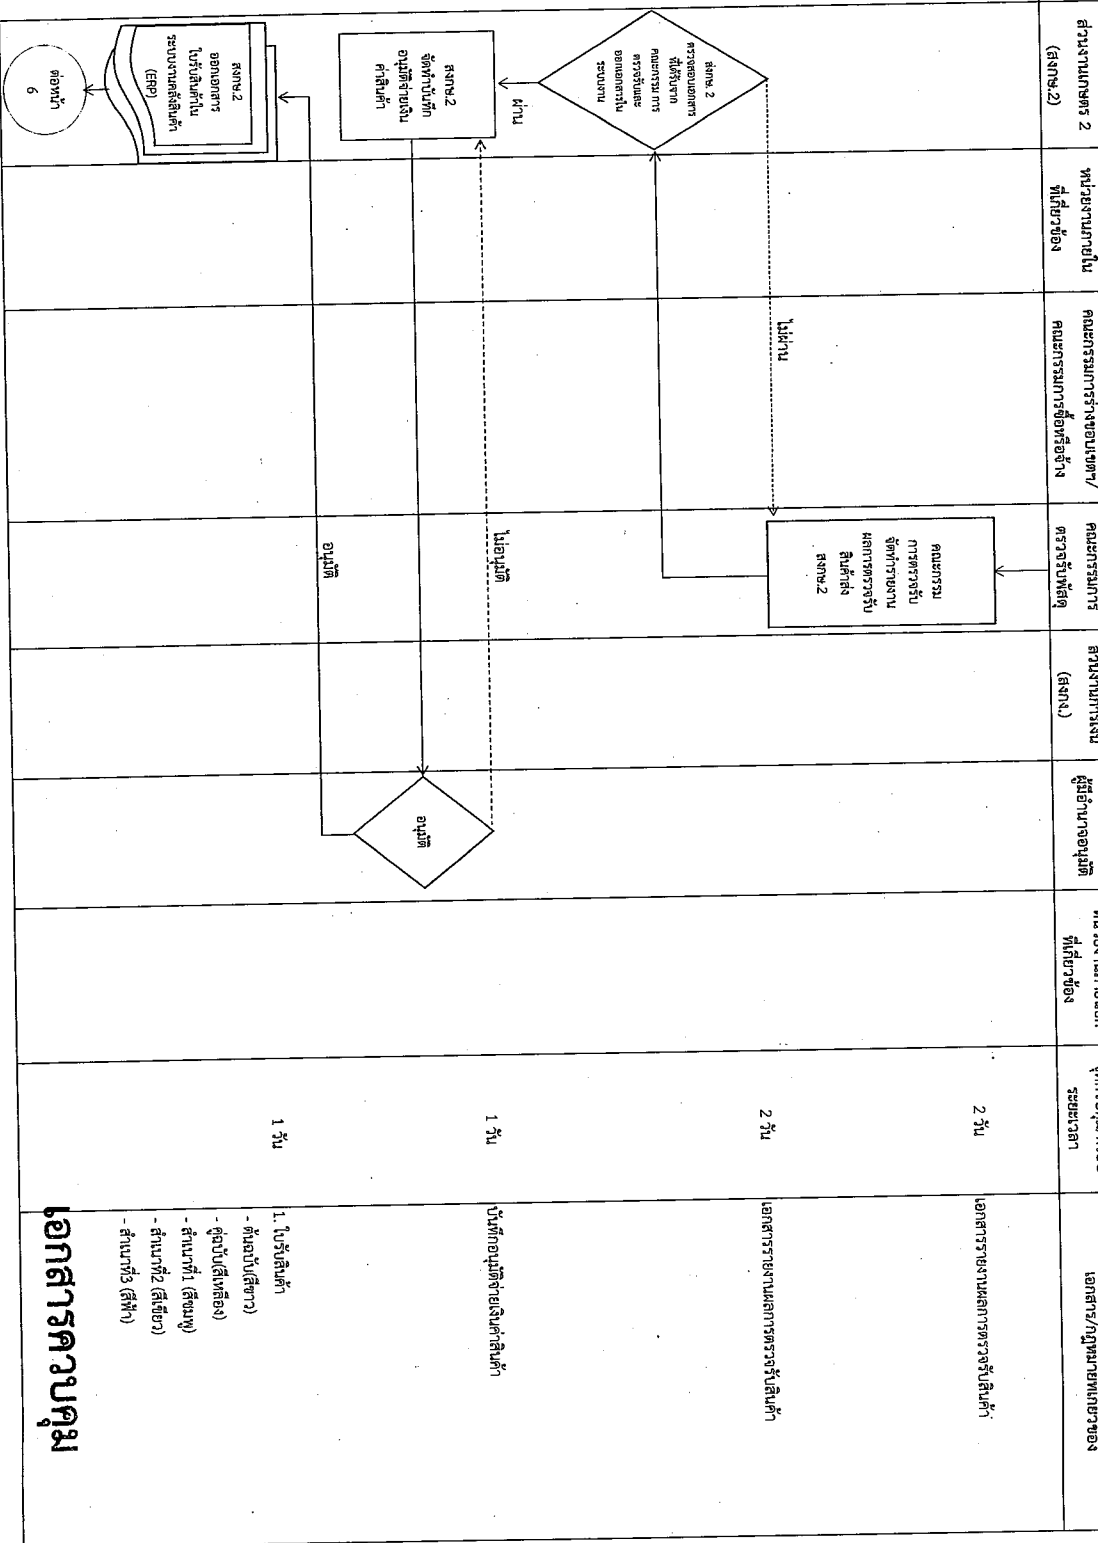 ส่วนงานเกษตร 2
(สงกษ.2)
หน่วยงานภายใน
ที่เกี่ยวข้อง
คณะกรรมการร่างขอบเขตฯ/
คณะกรรมการซื้อหรือจ้าง
คณะกรรมการ
ตรวจรับพัสดุ
ส่วนงานการเงิน
(สงกง.)
ผู้มีอำนาจอนุมัติ
ที่เกี่ยวข้อง
ระยะเวลา
เอกสาร/กฎหมายที่เกี่ยวข้อง
คณะกรรม
การตรวจรับ
จัดทำรายงาน
ผลการตรวจรับ
สินค้าส่ง
สงกษ.2
2 วัน
เอกสารรายงานผลการตรวจรับสินค้า
สงกษ. 2
ตรวจสอบเอกสาร
ที่ได้รับจาก
คณะกรรม การ
ตรวจรับและ
ออกเอกสารใน
ระบบงาน
ไม่ผ่าน
2 วัน
เอกสารรายงานผลการตรวจรับสินค้า
ผ่าน
สงกษ.2
จัดทำบันทึก
อนุมัติจ่ายเงิน
ค่าสินค้า
ไม่อนุมัติ
อนุมัติ
1 วัน
บันทึกอนุมัติจ่ายเงินค่าสินค้า
อนุมัติ
สงกษ.2
ออกเอกสาร
ใบรับสินค้าใน
ระบบงานคลังสินค้า
(ERP)
1 วัน
1. ใบรับสินค้า
- ต้นฉบับ(สีขาว)
- คู่ฉบับ(สีเหลือง)
- สำเนาที่1 (สีชมพู)
- สำเนาที่2 (สีเขียว)
- สำเนาที่3 (สีฟ้า)
ต่อหน้า
6
เอกสารควบคุม